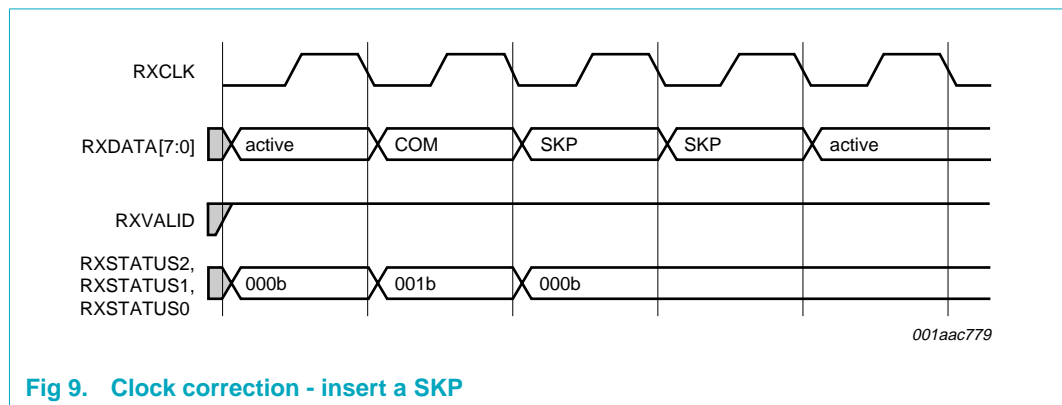 RXCLK
RXDATA[7:0]
active
COM
SKP
SKP
active
RXVALID
RXSTATUS2,
RXSTATUS1,
RXSTATUS0
000b
001b
000b
001aac779
Fig 9. Clock correction - insert a SKP